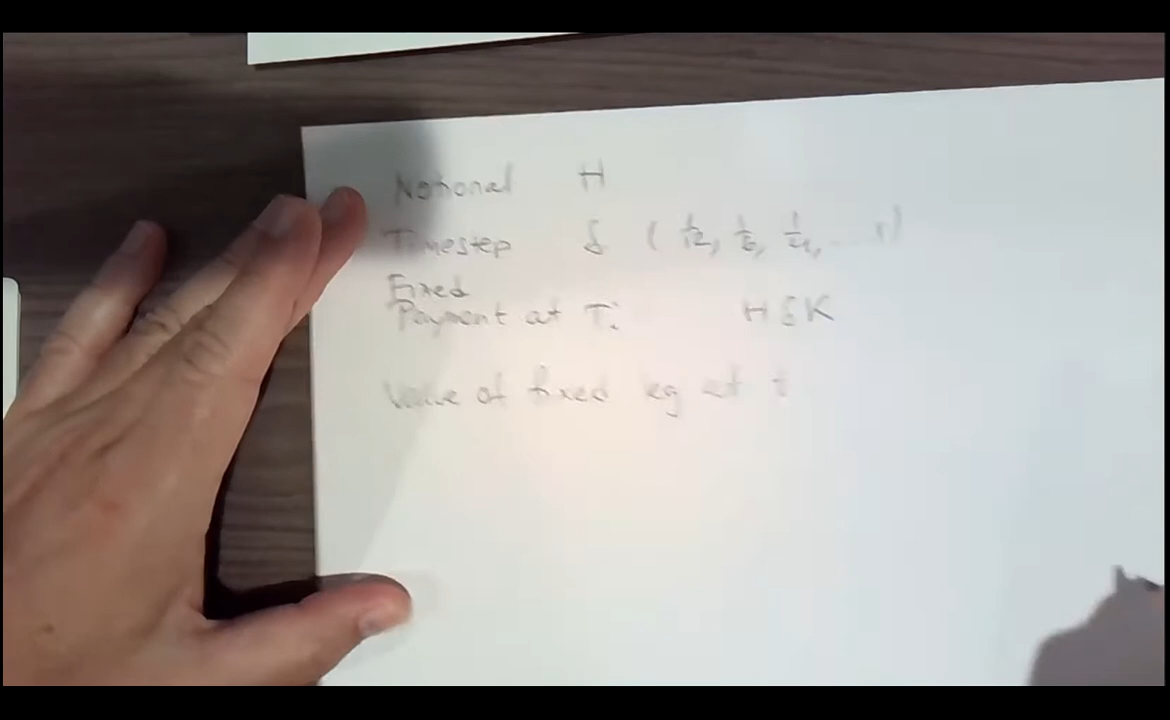 Notional H
Timestep δ ( 1/12, 1/6, 1/4, ... 1)
Fixed
Payment at Ti HδK
Value of fixed leg at t